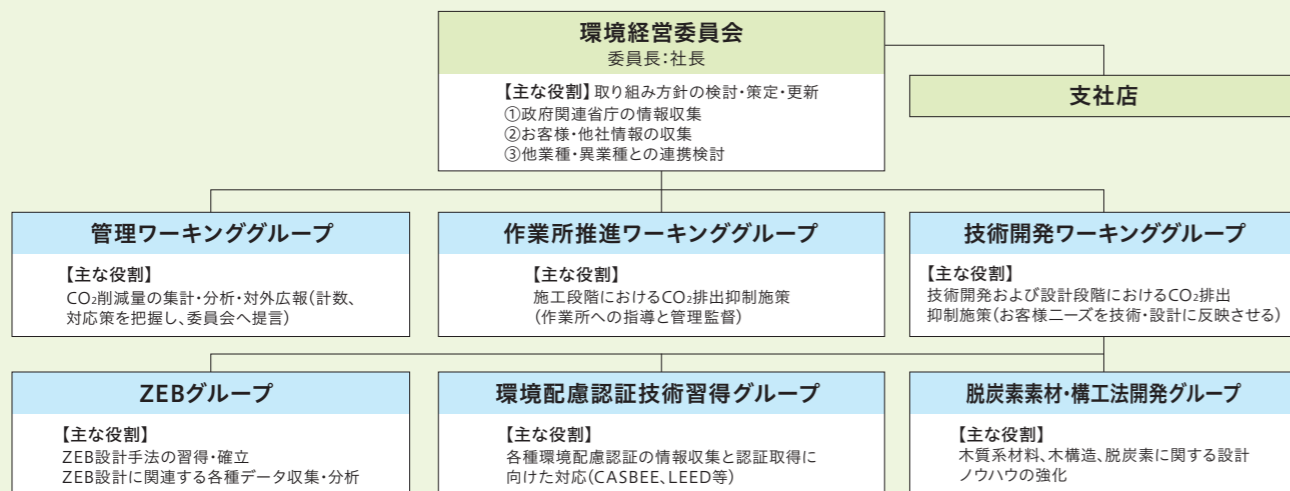 環境経営委員会
委員長:社長
【主な役割】取り組み方針の検討・策定・更新
①政府関連省庁の情報収集
②お客様・他社情報の収集
③他業種・異業種との連携検討
支社店
管理ワーキンググループ
【主な役割】
CO₂削減量の集計・分析・対外広報(計数、
対応策を把握し、委員会へ提言)
作業所推進ワーキンググループ
【主な役割】
施工段階におけるCO₂排出抑制施策
(作業所への指導と管理監督)
技術開発ワーキンググループ
【主な役割】
技術開発および設計段階におけるCO₂排出
抑制施策(お客様ニーズを技術・設計に反映させる)
ZEBグループ
【主な役割】
ZEB設計手法の習得・確立
ZEB設計に関連する各種データ収集・分析
環境配慮認証技術習得グループ
【主な役割】
各種環境配慮認証の情報収集と認証取得に
向けた対応(CASBEE、LEED等)
脱炭素素材・構工法開発グループ
【主な役割】
木質系材料、木構造、脱炭素に関する設計
ノウハウの強化